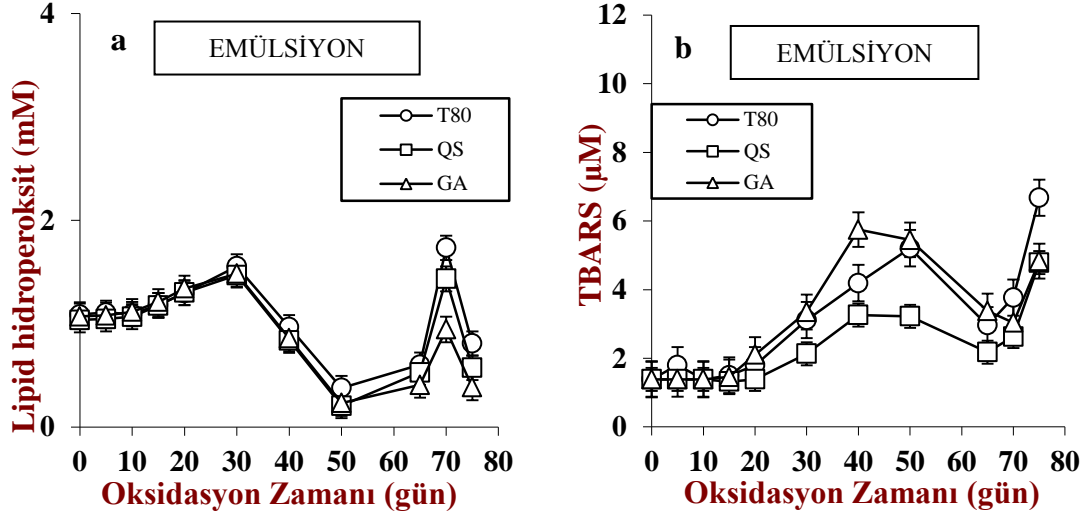 a
EMÜLSİYON
T80
QS
GA
Lipid hidroperoksit (mM)
4
2
0
0 10 20 30 40 50 60 70 80
Oksidasyon Zamanı (gün)
b
EMÜLSİYON
T80
QS
GA
TBARS (µM)
12
10
8
6
4
2
0
0 10 20 30 40 50 60 70 80
Oksidasyon Zamanı (gün)